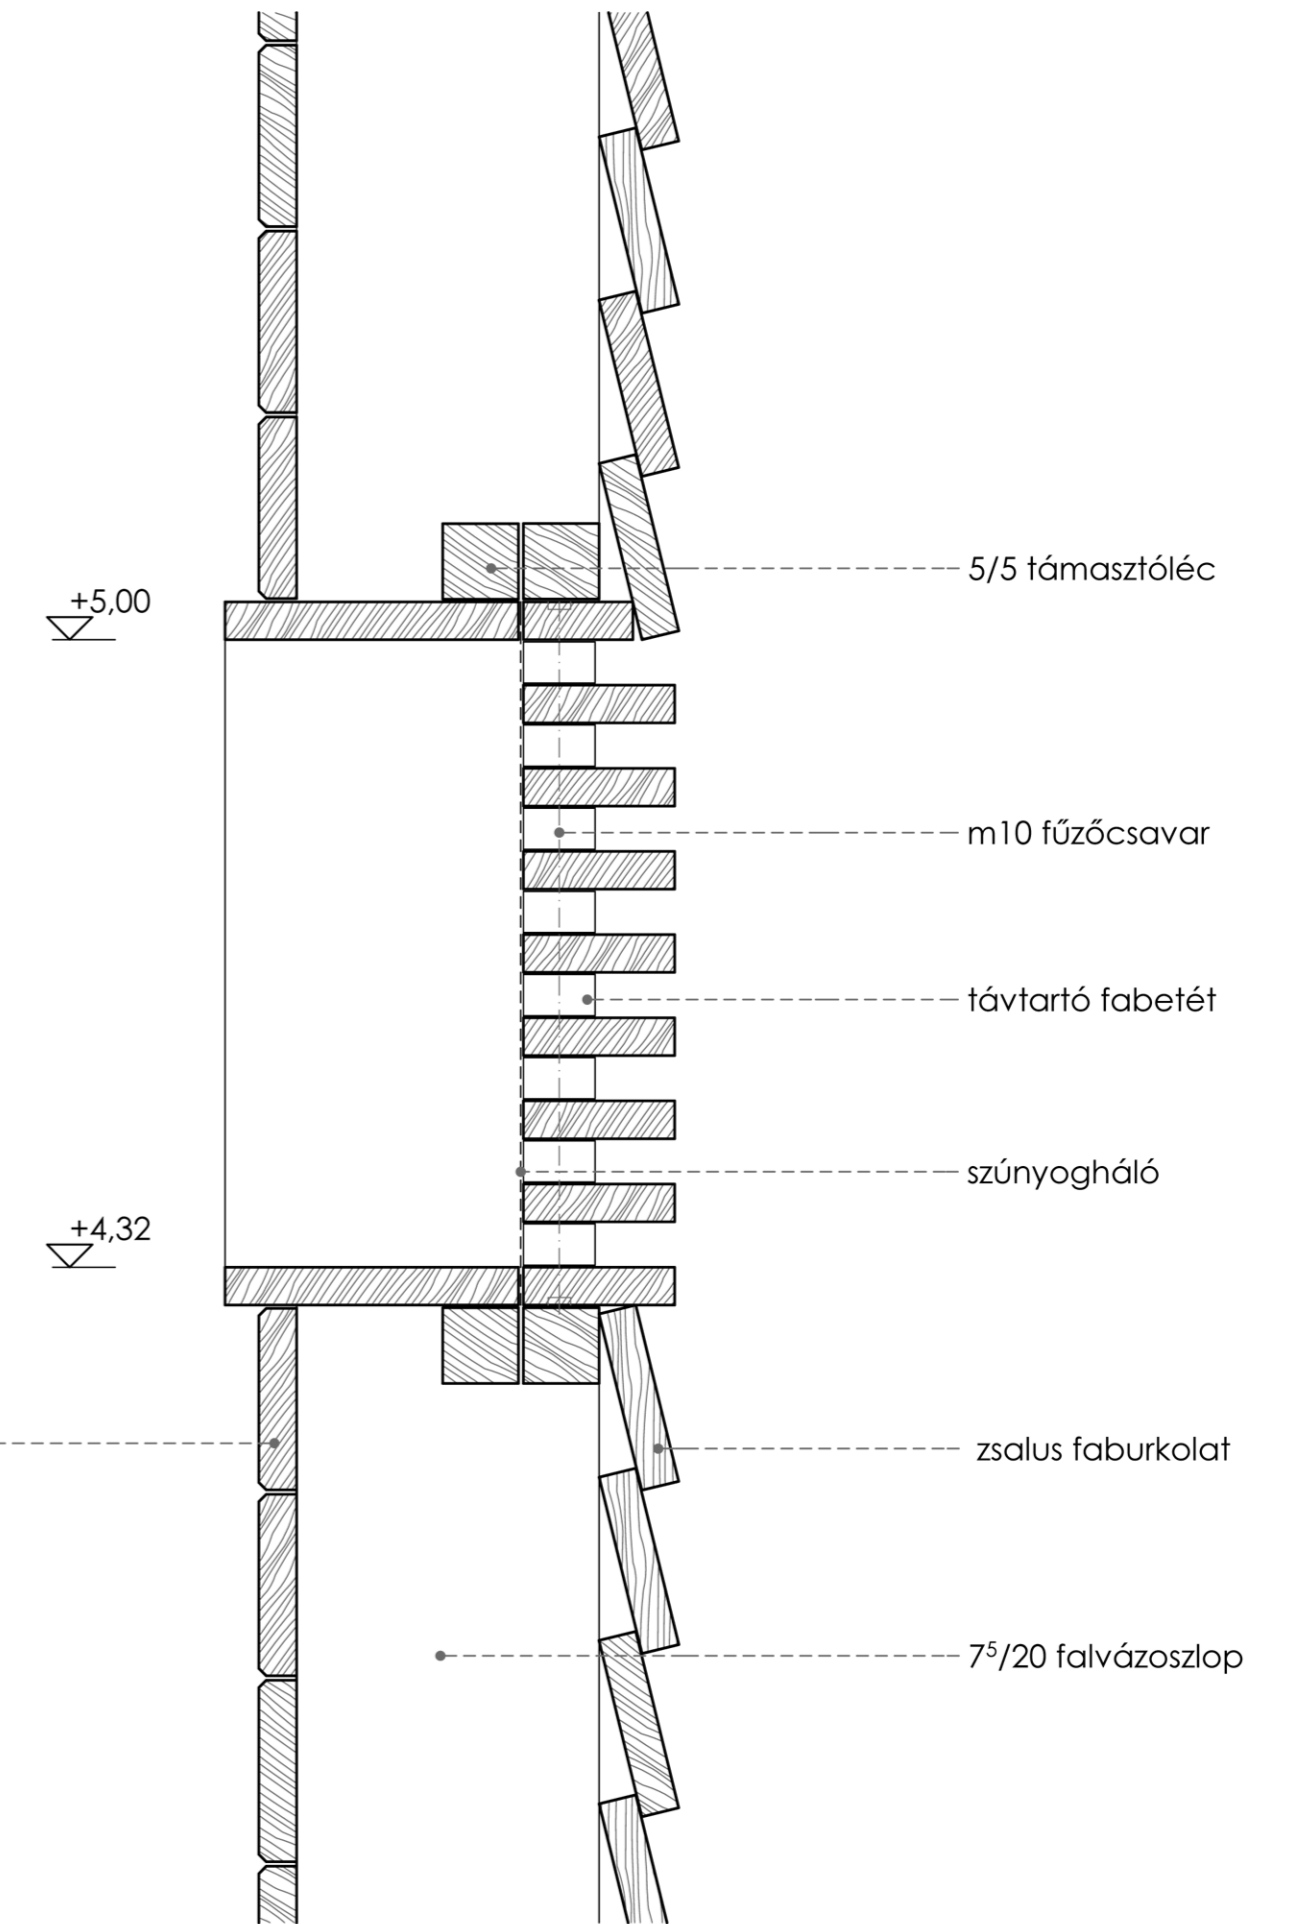 5/5 támasztóléc
+5,00
m10 fűzőcsavar
távtartó fabetét
szúnyogháló
+4,32
zsalus faburkolat
7⁵/20 falvázoszlop